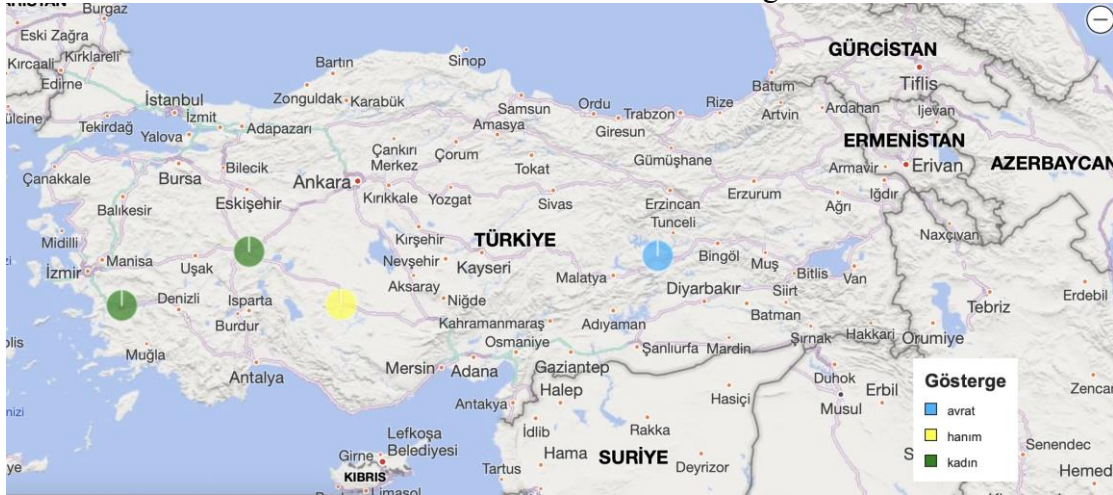 Burgaz
Eski Zağra
Kırcaali
Kırklareli
Edirne
Bartın
Sinop
GÜRCİSTAN
Tiflis
Batum
Zonguldak
Karabük
İstanbul
İzmit
Samsun
Ordu
Trabzon
Rize
Artvin
Ardahan
İjevan
Tekirdağ
Yalova
Adapazarı
Amasya
Giresun
Çankırı
Merkez
Çorum
Tokat
Gümüşhane
ERMENİSTAN
Armavir
Erivan
AZERBAYCAN
Çanakkale
Bursa
Bilecik
Ankara
Kırıkkale
Yozgat
Sivas
Erzincan
Erzurum
Iğdır
Ağrı
Balıkesir
Eskişehir
Tunceli
Midilli
Kırşehir
TÜRKİYE
Naxçıvan
Manisa
Uşak
Nevşehir
Kayseri
Malatya
Bingöl
Muş
Bitlis
Van
İzmir
Aksaray
Niğde
Diyarbakır
Siirt
Tebriz
Erdebil
Denizli
Isparta
Burdur
Kahramanmaraş
Adıyaman
Batman
Osmaniye
Şanlıurfa
Mardin
Şırnak
Hakkari
Orumiye
Muğla
Antalya
Mersin
Adana
Gaziantep
Halep
Hasiçi
Duhok
Erbil
Musul
Antakya
İdlib
Rakka
Lefkoşa
Belediyesi
Girne
Hama
SURİYE
Deyrizor
Tartus
KIBRIS
Limasol
Senendec
Gösterge
avrat
hanım
kadın